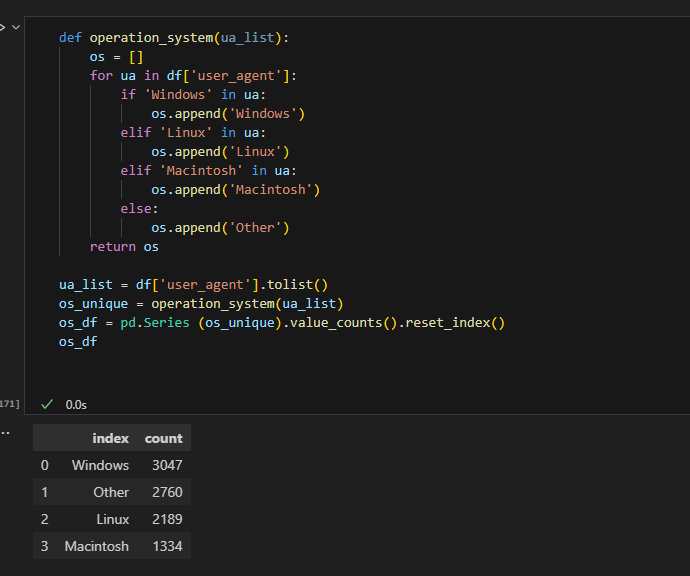 def operation_system(ua_list):
    os = []
    for ua in df['user_agent']:
        if 'Windows' in ua:
            os.append('Windows')
        elif 'Linux' in ua:
            os.append('Linux')
        elif 'Macintosh' in ua:
            os.append('Macintosh')
        else:
            os.append('Other')
    return os

ua_list = df['user_agent'].tolist()
os_unique = operation_system(ua_list)
os_df = pd.Series (os_unique).value_counts().reset_index()
os_df
171] 0.0s
index count
0 Windows 3047
1 Other 2760
2 Linux 2189
3 Macintosh 1334